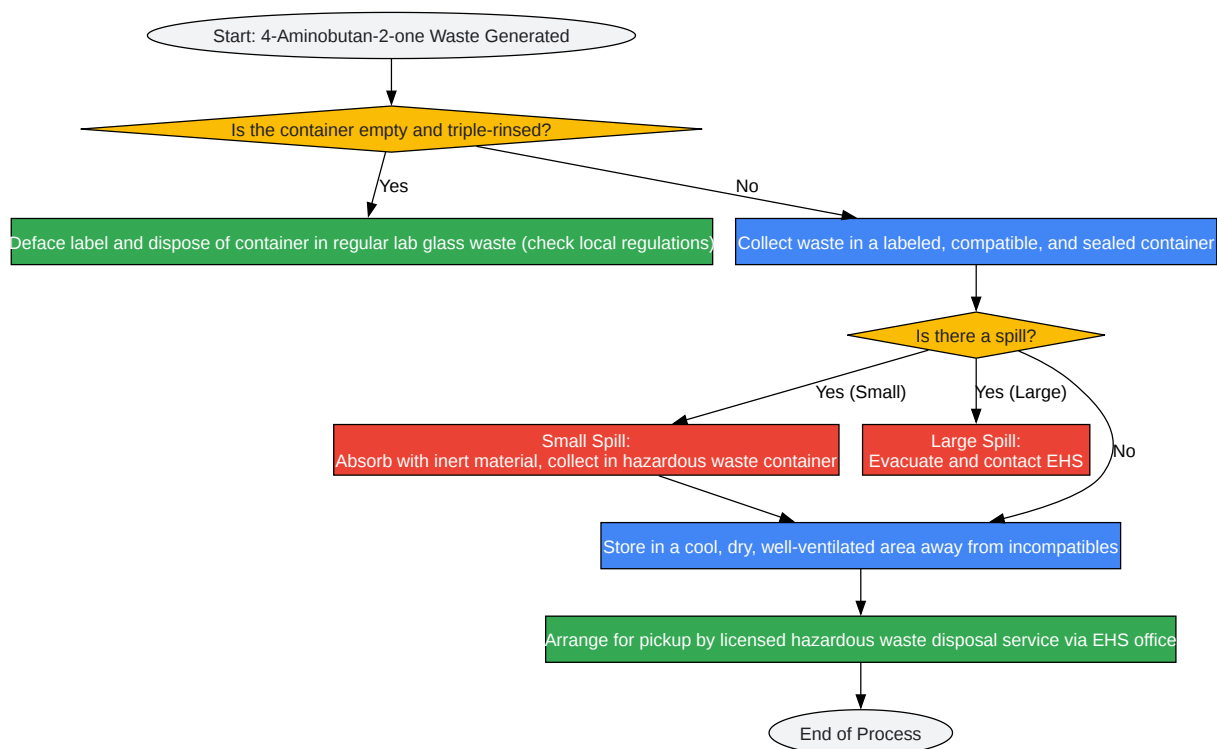 Start: 4-Aminobutan-2-one Waste Generated
Is the container empty and triple-rinsed?
Yes
No
Deface label and dispose of container in regular lab glass waste (check local regulations)
Collect waste in a labeled, compatible, and sealed container
Is there a spill?
Yes (Small)
Yes (Large)
Small Spill:
Absorb with inert material, collect in hazardous waste container
Large Spill:
Evacuate and contact EHS
No
Store in a cool, dry, well-ventilated area away from incompatibles
Arrange for pickup by licensed hazardous waste disposal service via EHS office
End of Process